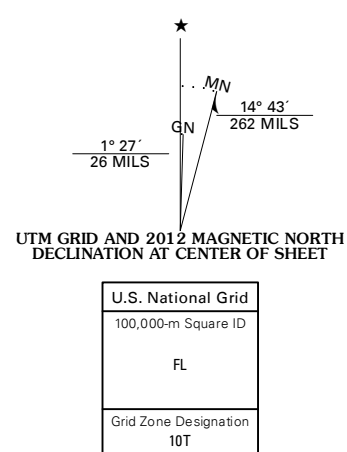 ★
MN
14° 43´
262 MILS
GN
1° 27´
26 MILS
UTM GRID AND 2012 MAGNETIC NORTH
DECLINATION AT CENTER OF SHEET
U.S. National Grid
100,000-m Square ID
FL
Grid Zone Designation
10T